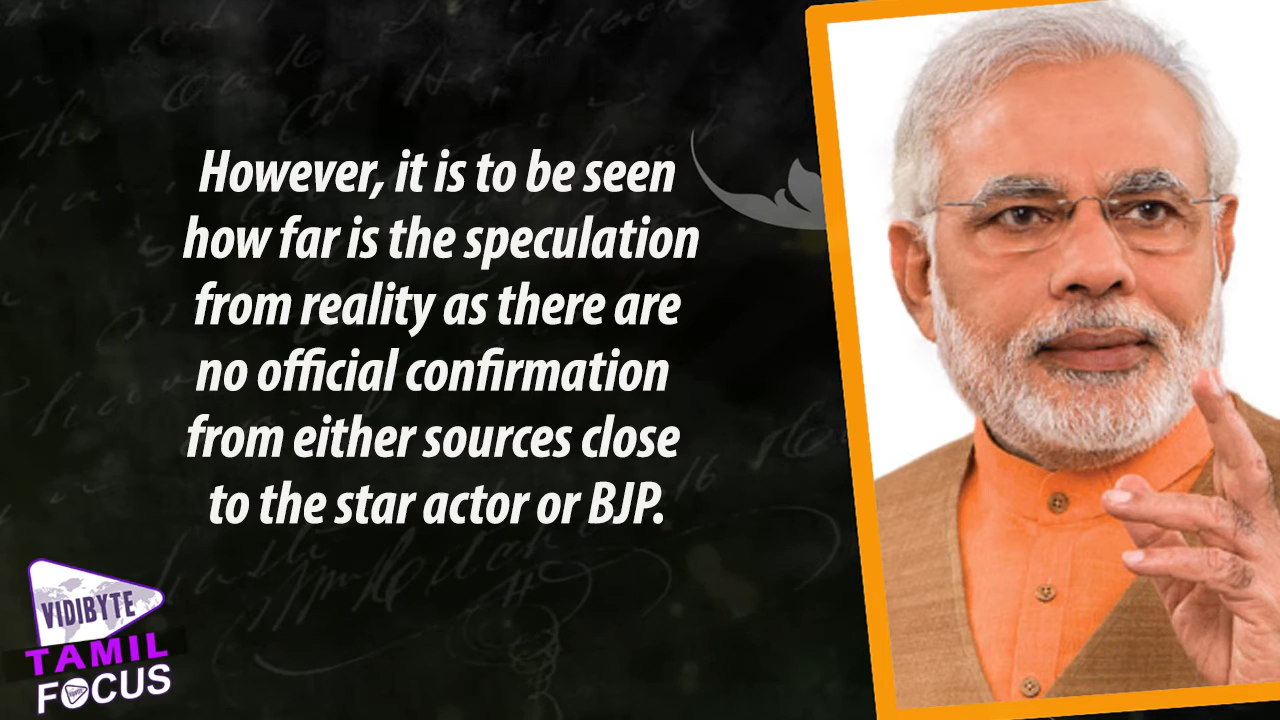 However, it is to be seen
how far is the speculation
from reality as there are
no official confirmation
from either sources close
to the star actor or BJP.
VIDIBYTE
TAMIL
FOCUS